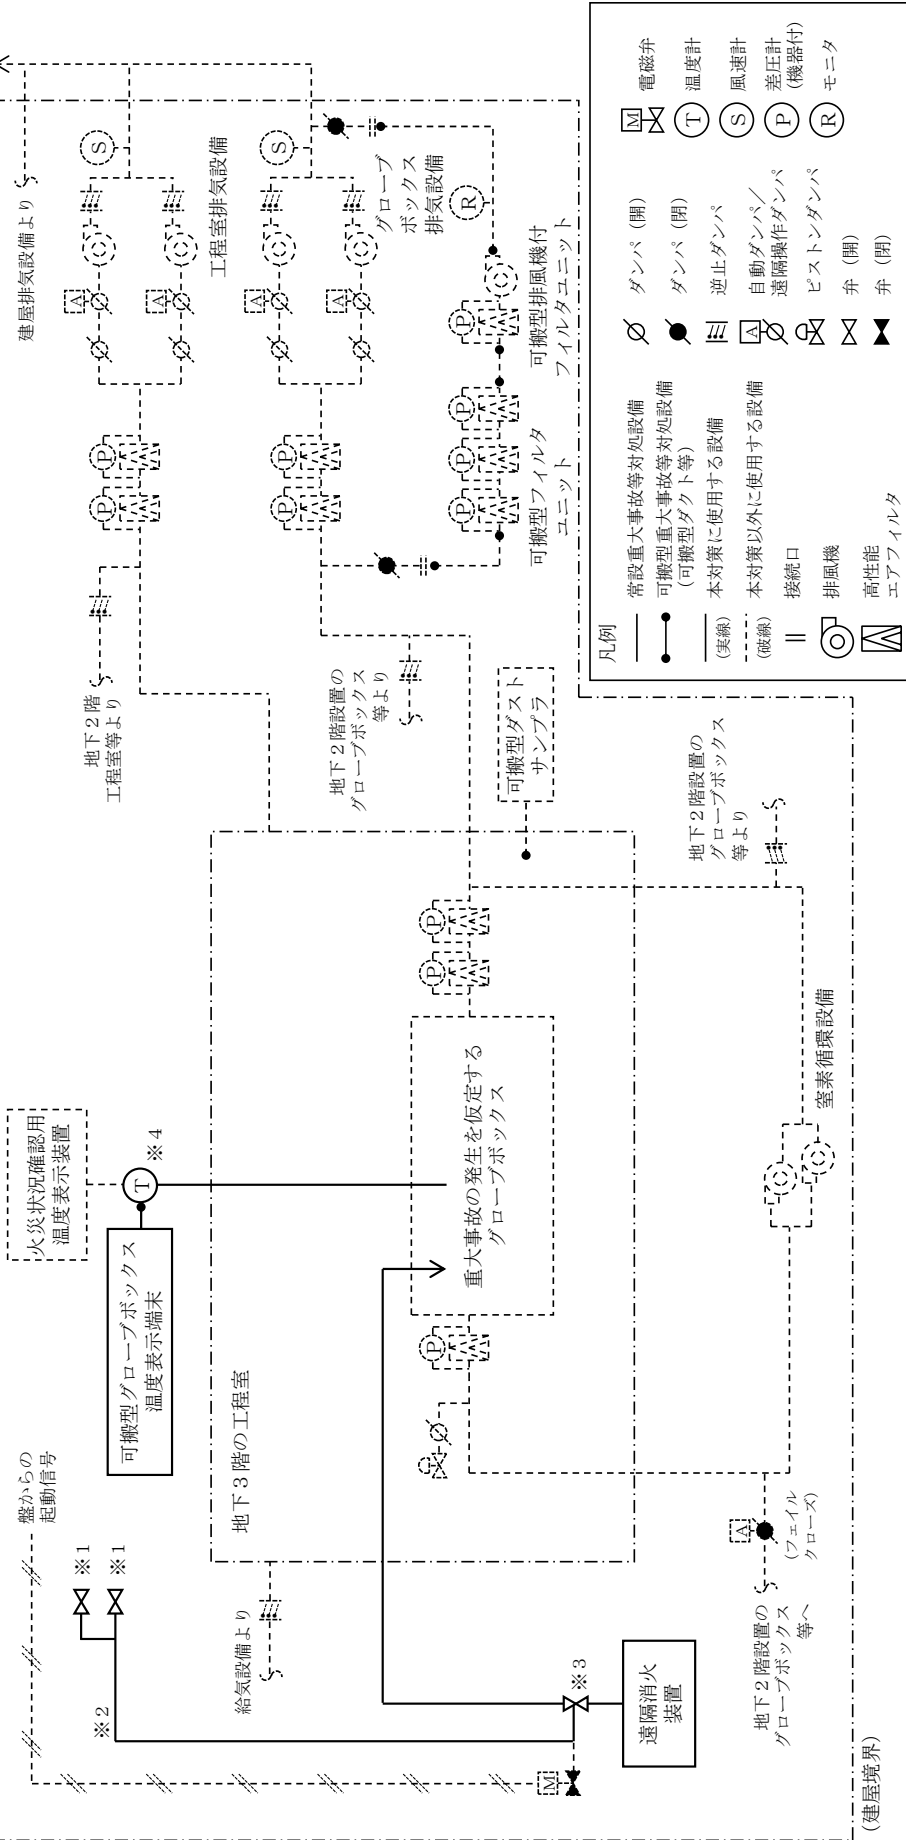 建屋排気設備より
S
A
A
工程室排気設備
S
A
A
グローブ
ボックス
排気設備
R
P
P
P
P
P
P
P
P
可搬型排風機付
フィルタユニット
可搬型フィルタ
ユニット
地下2階
工程室等より
地下2階設置の
グローブボックス
等より
可搬型ダスト
サンプラ
地下2階設置の
グローブボックス
等より
P
P
重大事故の発生を仮定する
グローブボックス
P
窒素循環設備
火災状況確認用
温度表示装置
T
※4
可搬型グローブボックス
温度表示端末
地下3階の工程室
盤からの
起動信号
※1
※1
※2
給気設備より
※3
遠隔消火
装置
M
A
(フェイル
クローズ)
地下2階設置の
グローブボックス
等へ
(建屋境界)
凡例
常設重大事故等対処設備
可搬型重大事故等対処設備
(可搬型ダクト等)
(実線)
本対策に使用する設備
(破線)
本対策以外に使用する設備
接続口
排風機
高性能
エアフィルタ
ダンパ (開)
ダンパ (閉)
逆止ダンパ
A
自動ダンパ/
遠隔操作ダンパ
ピストンダンパ
弁 (開)
弁 (閉)
M
電磁弁
T
温度計
S
風速計
P
差圧計
(機器付)
R
モニタ